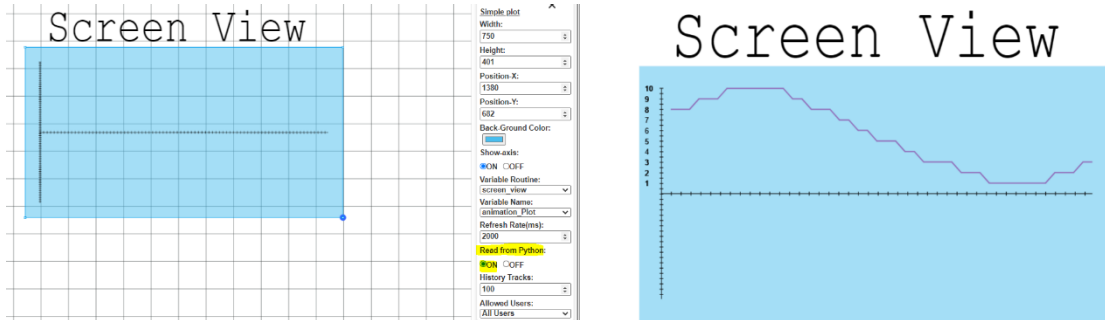 Screen View
Simple plot
Width:
750
Height:
401
Position-X:
1380
Position-Y:
682
Back-Ground Color:
Show-axis:
ON OFF
Variable Routine:
screen_view
Variable Name:
animation_Plot
Refresh Rate(ms):
2000
Read from Python:
ON OFF
History Tracks:
100
Allowed Users:
All Users
Screen View
10
9
8
7
6
5
4
3
2
1